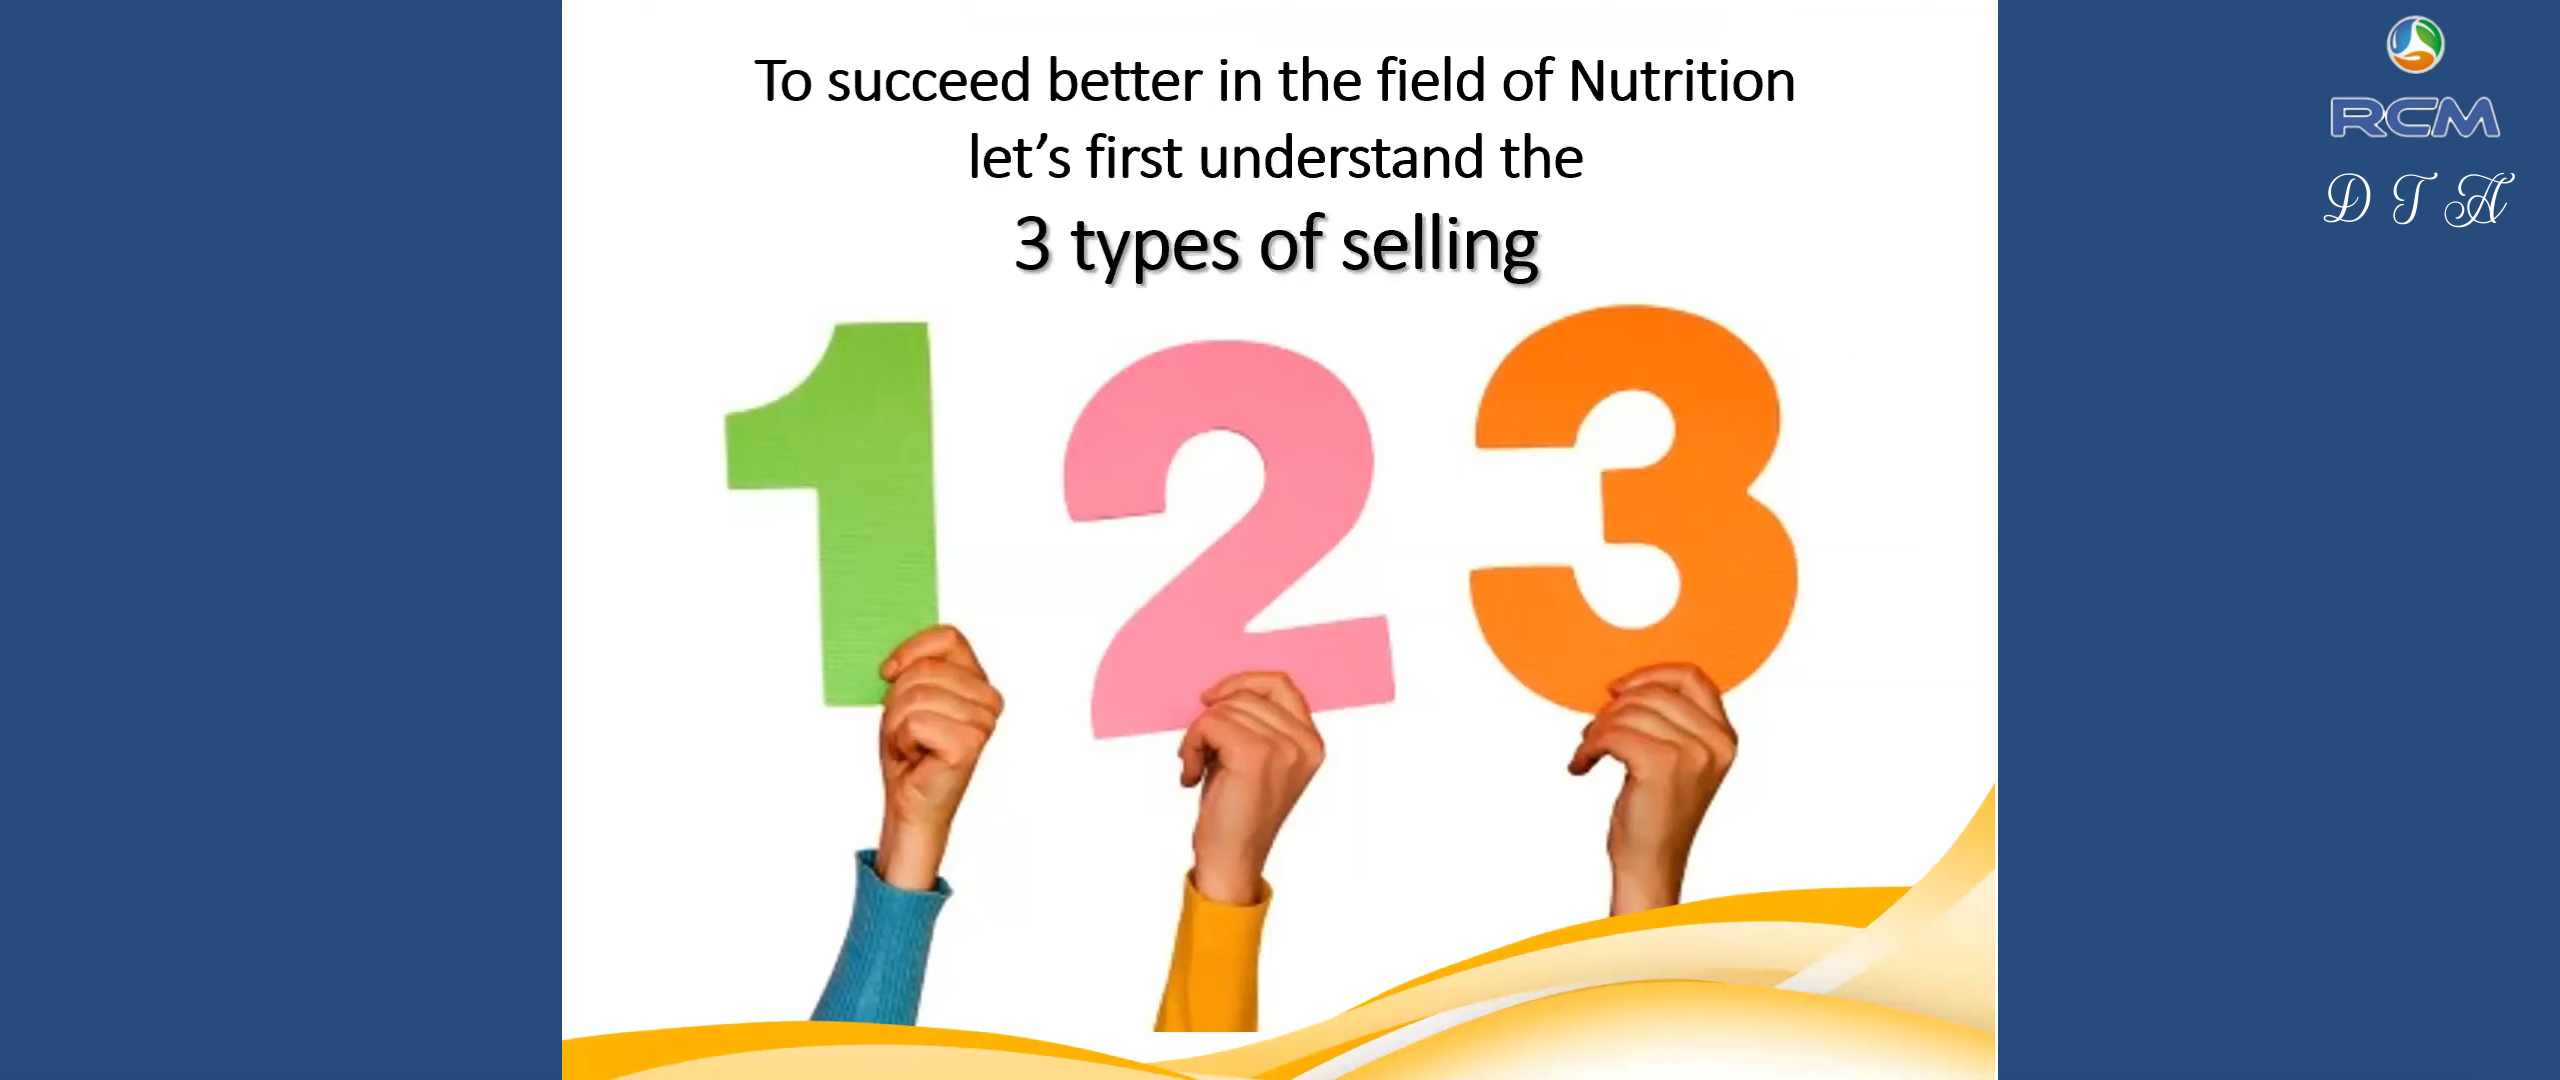 To succeed better in the field of Nutrition
let’s first understand the
3 types of selling
1 2 3
RCM
D T A